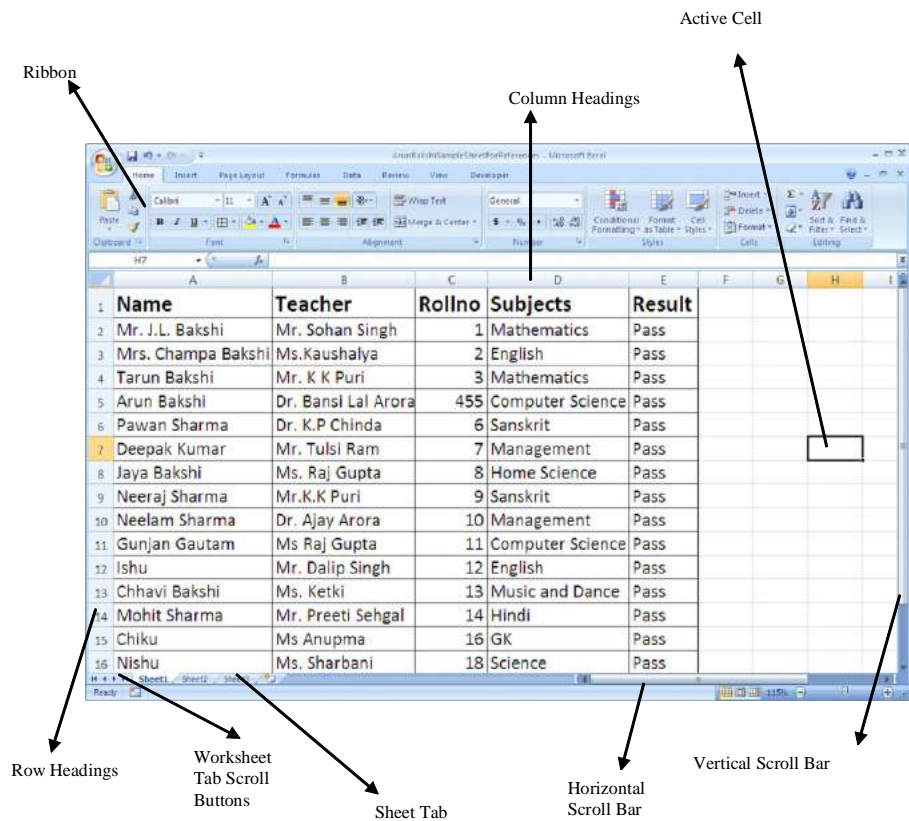 Active Cell
Ribbon
Column Headings
ArunBakshiSampleSheetForReferences - Microsoft Excel
Home Insert Page Layout Formulas Data Review View Developer
Calibri 11 Wrap Text General Insert
Paste B I U Merge & Center $ % , Conditional Format Cell Delete Sort & Find &
Formatting as Table Styles Format Filter Select
Clipboard Font Alignment Number Styles Cells Editing
H7 fx
A B C D E F G H I
1 Name Teacher Rollno Subjects Result
2 Mr. J.L. Bakshi Mr. Sohan Singh 1 Mathematics Pass
3 Mrs. Champa Bakshi Ms.Kaushalya 2 English Pass
4 Tarun Bakshi Mr. K K Puri 3 Mathematics Pass
5 Arun Bakshi Dr. Bansi Lal Arora 455 Computer Science Pass
6 Pawan Sharma Dr. K.P Chinda 6 Sanskrit Pass
7 Deepak Kumar Mr. Tulsi Ram 7 Management Pass
8 Jaya Bakshi Ms. Raj Gupta 8 Home Science Pass
9 Neeraj Sharma Mr.K.K Puri 9 Sanskrit Pass
10 Neelam Sharma Dr. Ajay Arora 10 Management Pass
11 Gunjan Gautam Ms Raj Gupta 11 Computer Science Pass
12 Ishu Mr. Dalip Singh 12 English Pass
13 Chhavi Bakshi Ms. Ketki 13 Music and Dance Pass
14 Mohit Sharma Mr. Preeti Sehgal 14 Hindi Pass
15 Chiku Ms Anupma 16 GK Pass
16 Nishu Ms. Sharbani 18 Science Pass
Sheet1 Sheet2 Sheet3
Ready 115%
Row Headings
Worksheet
Tab Scroll
Buttons
Sheet Tab
Horizontal
Scroll Bar
Vertical Scroll Bar